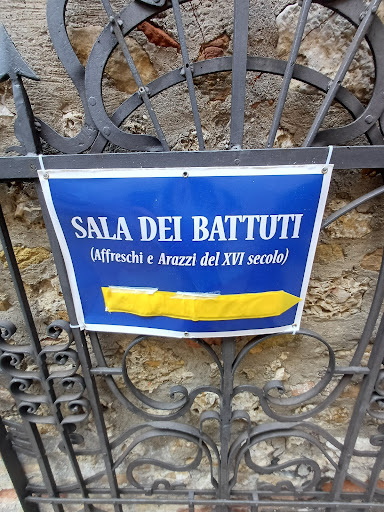 SALA DEI BATTUTI
(Affreschi e Arazzi del XVI secolo)